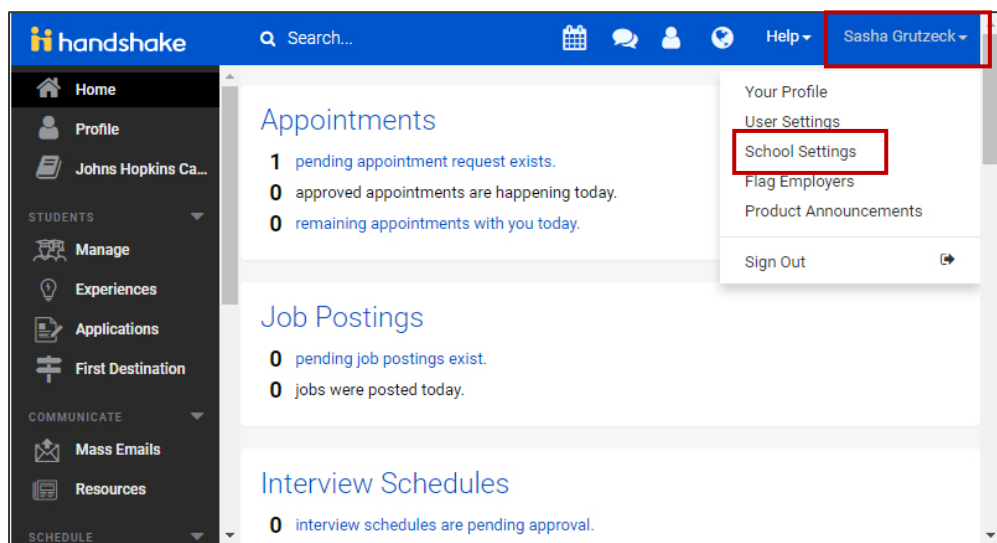 handshake
Search...
Help
Sasha Grutzeck
Home
Profile
Johns Hopkins Ca...
STUDENTS
Manage
Experiences
Applications
First Destination
COMMUNICATE
Mass Emails
Resources
SCHEDULE
Appointments
1 pending appointment request exists.
0 approved appointments are happening today.
0 remaining appointments with you today.
Job Postings
0 pending job postings exist.
0 jobs were posted today.
Interview Schedules
0 interview schedules are pending approval.
Your Profile
User Settings
School Settings
Flag Employers
Product Announcements
Sign Out